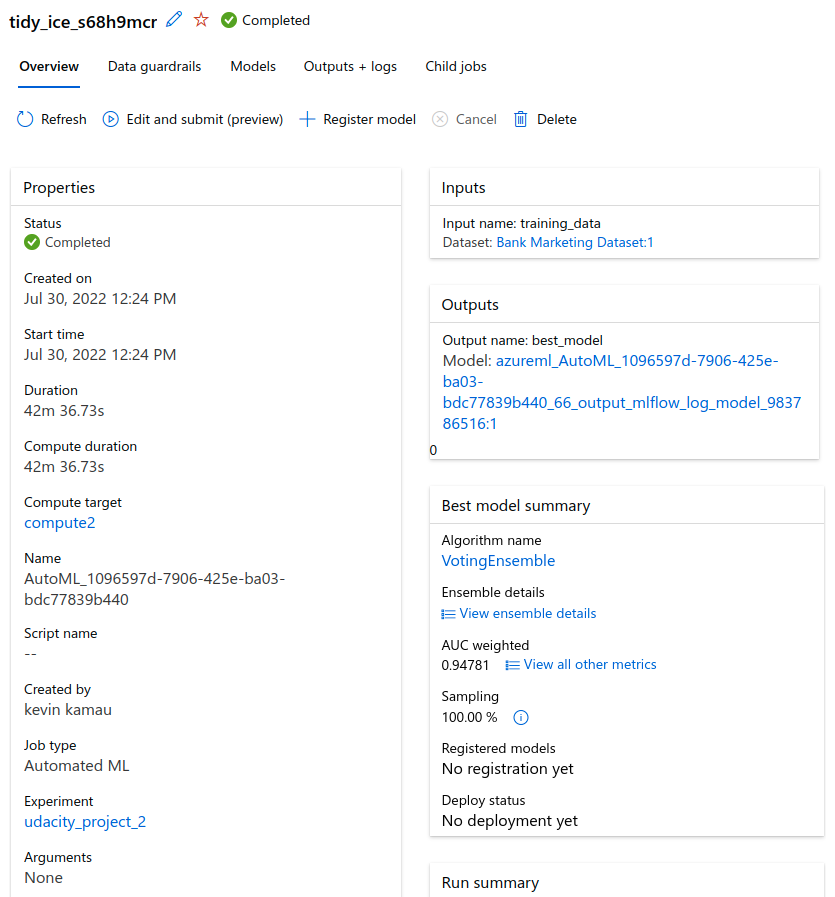 tidy_ice_s68h9mcr Completed
Overview Data guardrails Models Outputs + logs Child jobs
Refresh Edit and submit (preview) Register model Cancel Delete
Properties
Status
Completed
Created on
Jul 30, 2022 12:24 PM
Start time
Jul 30, 2022 12:24 PM
Duration
42m 36.73s
Compute duration
42m 36.73s
Compute target
compute2
Name
AutoML_1096597d-7906-425e-ba03-
bdc77839b440
Script name
--
Created by
kevin kamau
Job type
Automated ML
Experiment
udacity_project_2
Arguments
None
Inputs
Input name: training_data
Dataset: Bank Marketing Dataset:1
Outputs
Output name: best_model
Model: azureml_AutoML_1096597d-7906-425e-
ba03-
bdc77839b440_66_output_mlflow_log_model_9837
86516:1
0
Best model summary
Algorithm name
VotingEnsemble
Ensemble details
View ensemble details
AUC weighted
0.94781 View all other metrics
Sampling
100.00 %
Registered models
No registration yet
Deploy status
No deployment yet
Run summary